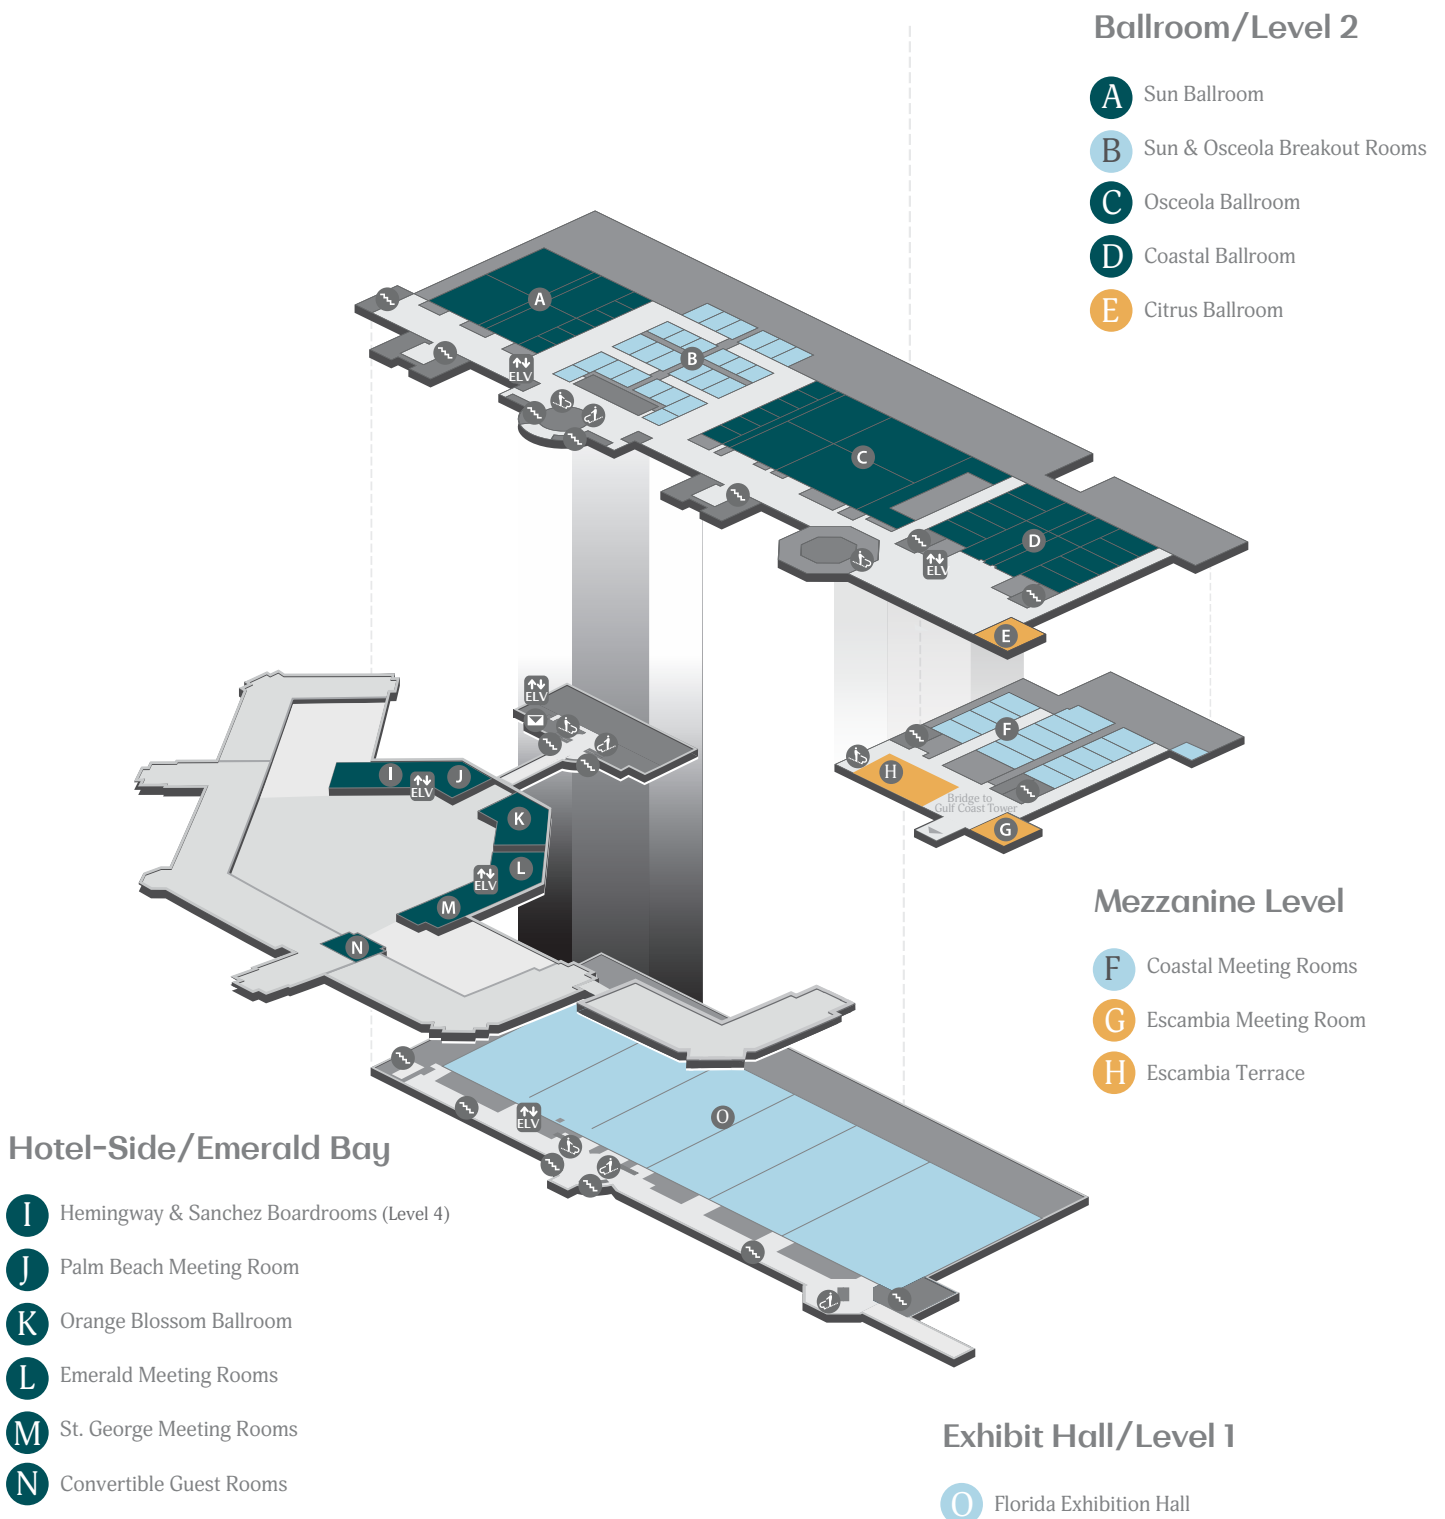 Ballroom/Level 2
A Sun Ballroom
B Sun & Osceola Breakout Rooms
C Osceola Ballroom
D Coastal Ballroom
E Citrus Ballroom
A
B
ELV
C
D
ELV
E
ELV
F
H
Bridge to
Gulf Coast Tower
G
I
J
ELV
K
L
ELV
M
N
Mezzanine Level
F Coastal Meeting Rooms
G Escambia Meeting Room
H Escambia Terrace
O
ELV
Hotel-Side/Emerald Bay
I Hemingway & Sanchez Boardrooms (Level 4)
J Palm Beach Meeting Room
K Orange Blossom Ballroom
L Emerald Meeting Rooms
M St. George Meeting Rooms
N Convertible Guest Rooms
Exhibit Hall/Level 1
O Florida Exhibition Hall